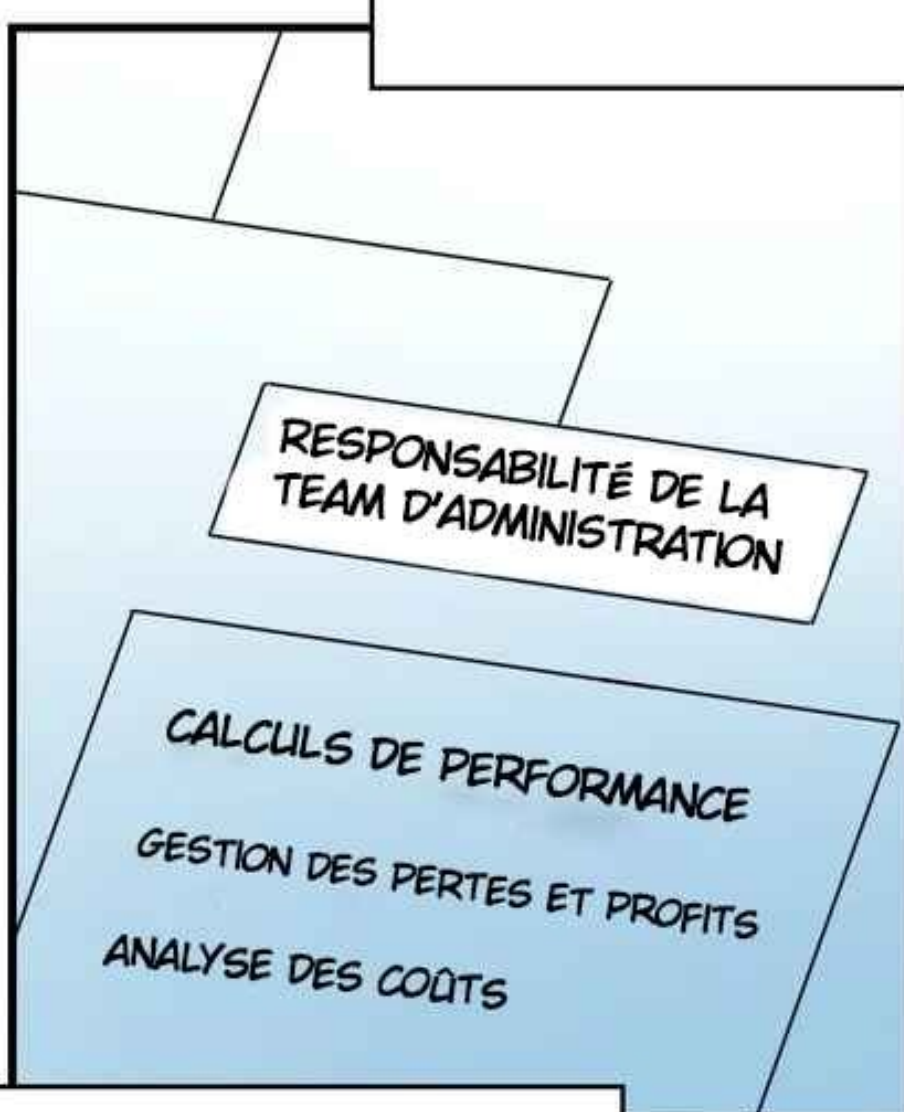 RESPONSABILITÉ DE LA
TEAM D'ADMINISTRATION
CALCULS DE PERFORMANCE
GESTION DES PERTES ET PROFITS
ANALYSE DES COÛTS